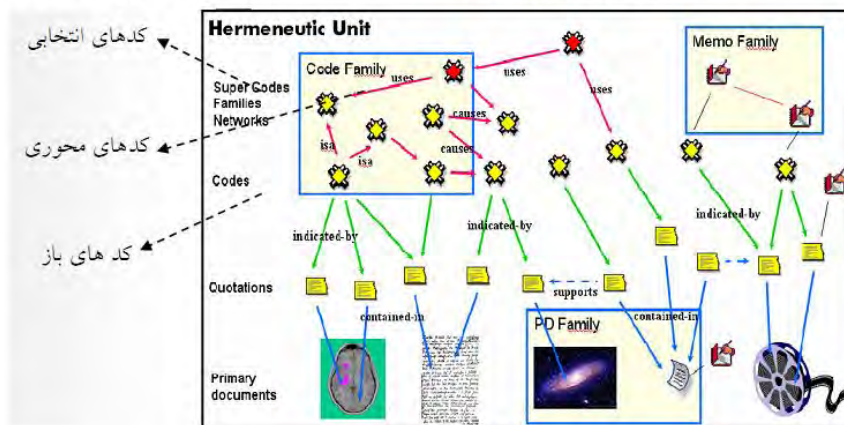 کدهای انتخابی
کدهای محوری
کد های باز
Hermeneutic Unit
Code Family
Memo Family
uses
uses
uses
Super Codes
Families
Networks
causes
causes
isa
isa
Codes
indicated-by
indicated-by
Quotations
supports
contained-in
contained-in
PD Family
Primary
documents